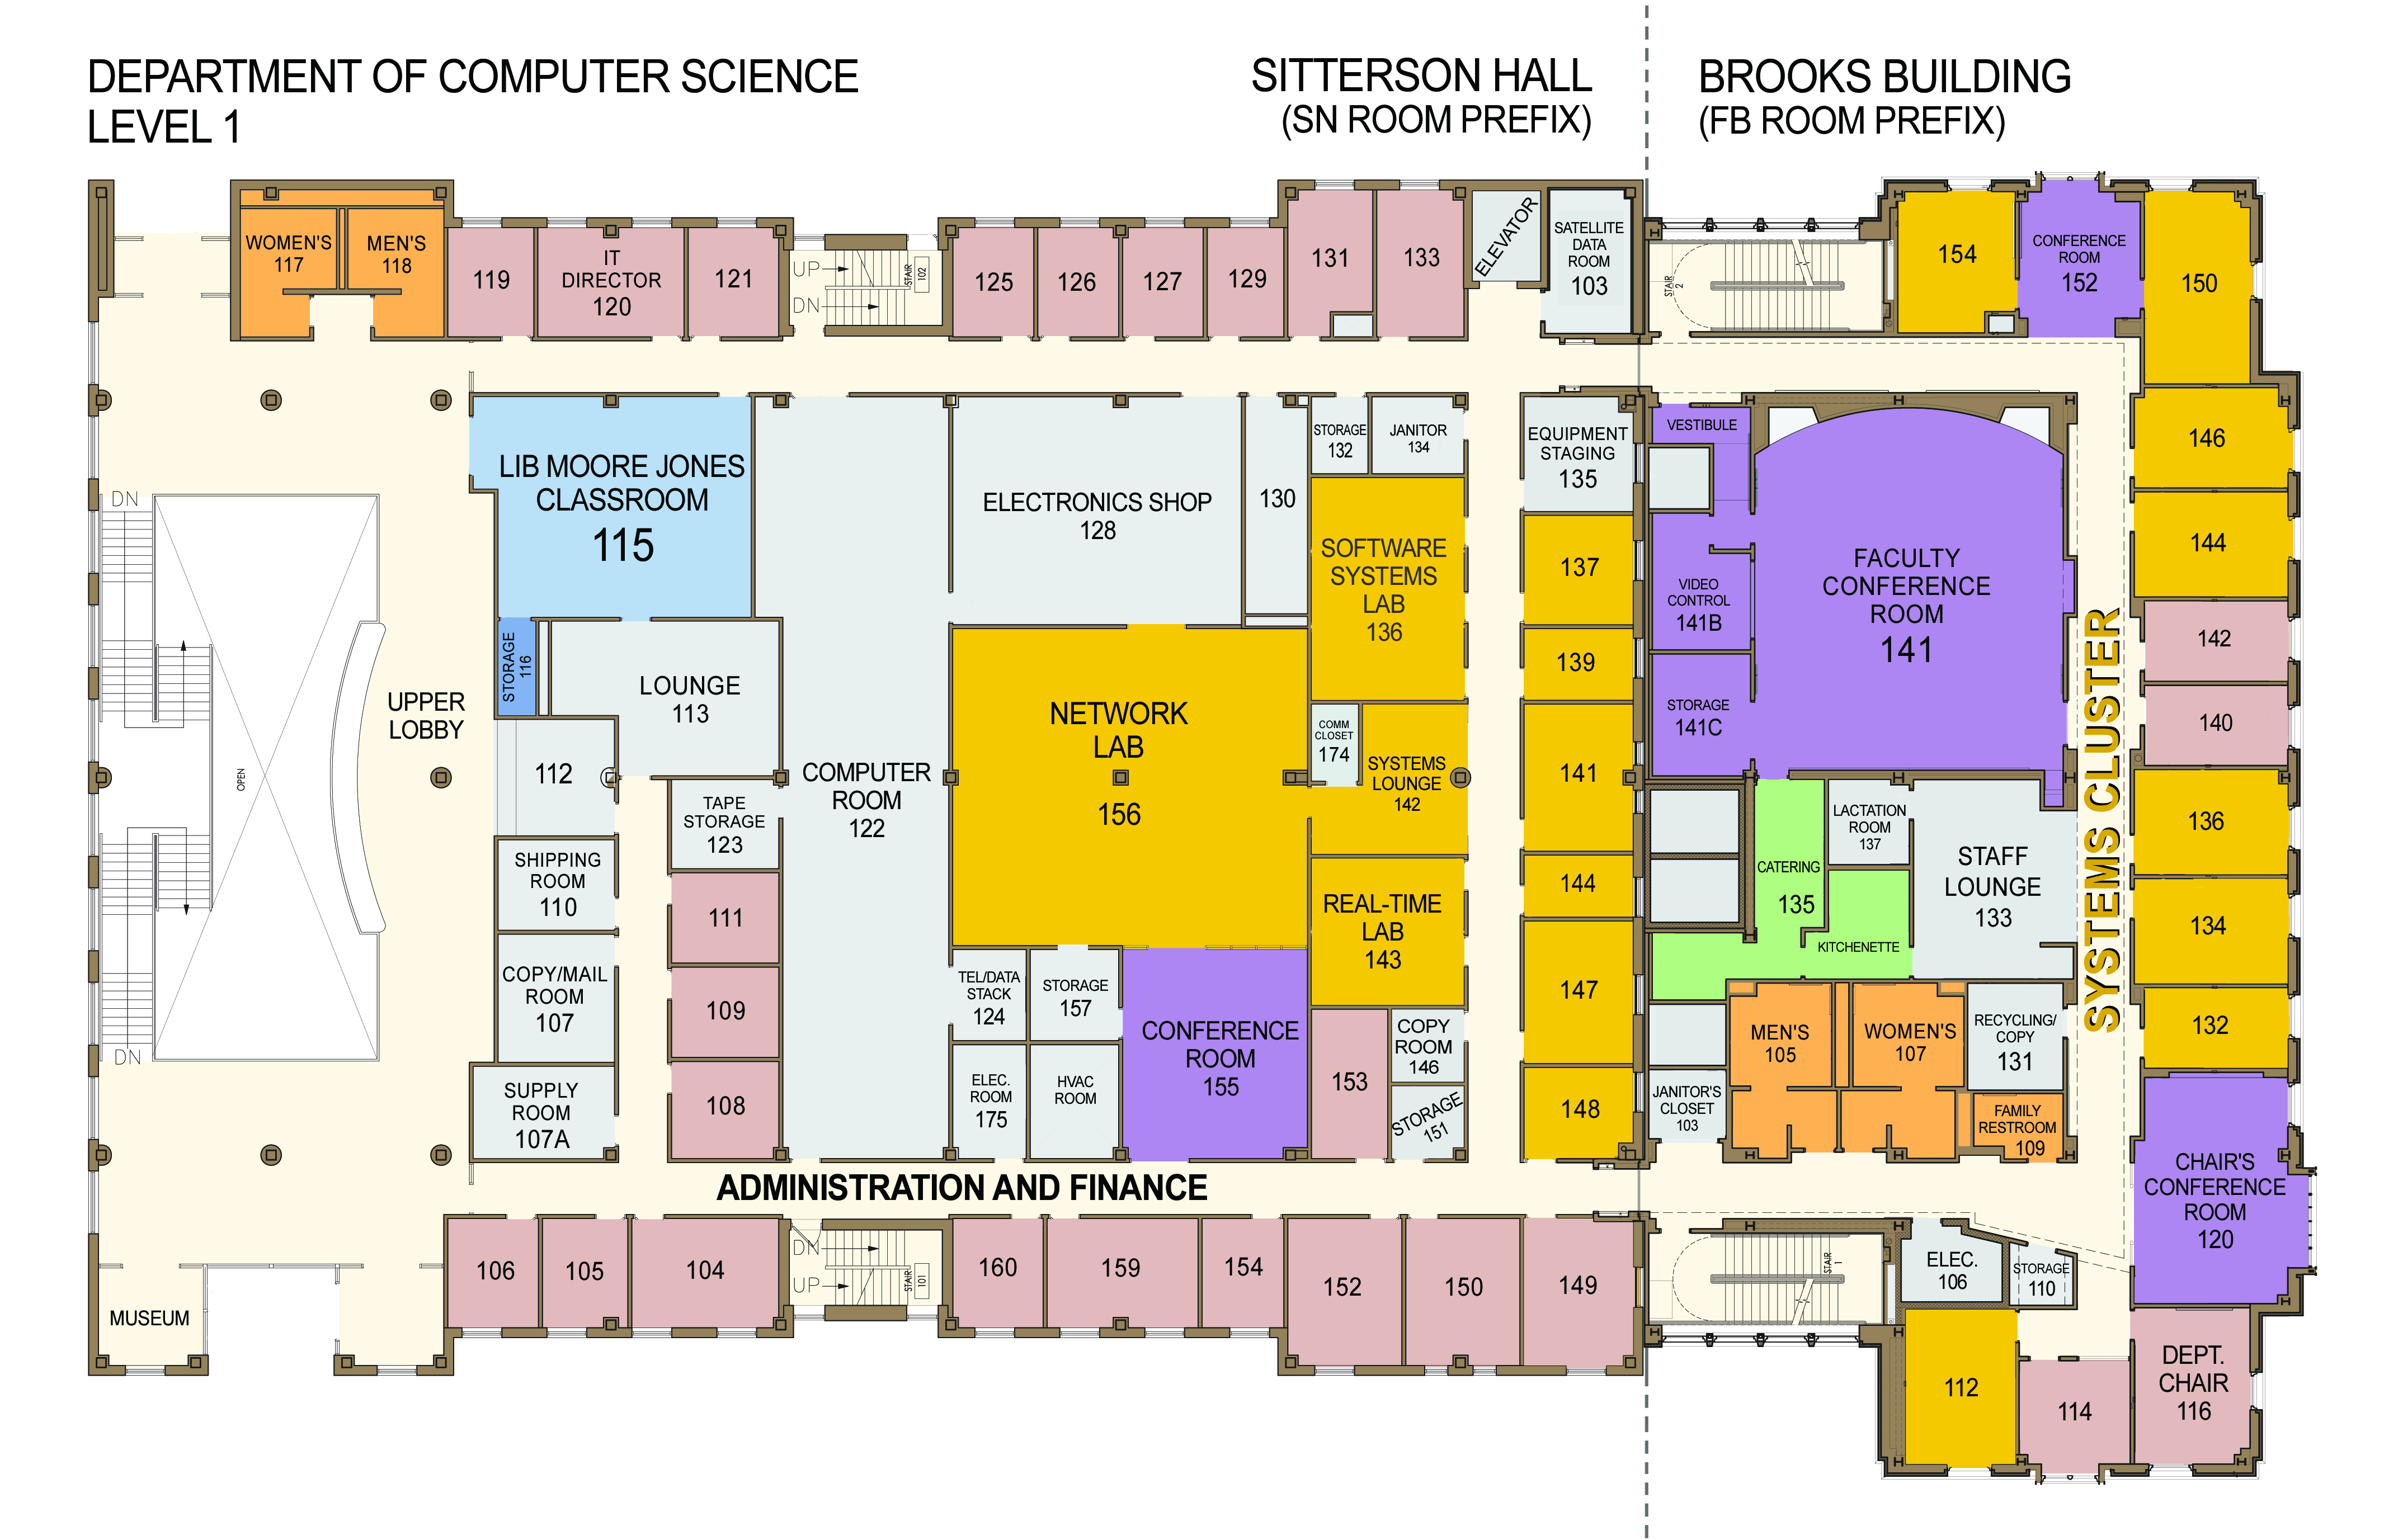 DEPARTMENT OF COMPUTER SCIENCE
LEVEL 1
SITTERSON HALL
(SN ROOM PREFIX)
BROOKS BUILDING
(FB ROOM PREFIX)
WOMEN'S
117
MEN'S
118
119
IT
DIRECTOR
120
121
UP
DN
STAIR
102
125
126
127
129
131
133
ELEVATOR
SATELLITE
DATA
ROOM
103
STAIR
2
154
CONFERENCE
ROOM
152
150
LIB MOORE JONES
CLASSROOM
115
ELECTRONICS SHOP
128
130
STORAGE
132
JANITOR
134
EQUIPMENT
STAGING
135
VESTIBULE
146
SOFTWARE
SYSTEMS
LAB
136
137
VIDEO
CONTROL
141B
FACULTY
CONFERENCE
ROOM
141
144
DN
STORAGE
116
LOUNGE
113
139
142
UPPER
LOBBY
OPEN
NETWORK
LAB
156
COMM
CLOSET
174
SYSTEMS
LOUNGE
142
141
STORAGE
141C
140
SYSTEMS CLUSTER
112
TAPE
STORAGE
123
COMPUTER
ROOM
122
CATERING
135
LACTATION
ROOM
137
STAFF
LOUNGE
133
136
SHIPPING
ROOM
110
111
REAL-TIME
LAB
143
144
KITCHENETTE
134
COPY/MAIL
ROOM
107
109
TEL/DATA
STACK
124
STORAGE
157
CONFERENCE
ROOM
155
147
MEN'S
105
WOMEN'S
107
RECYCLING/
COPY
131
132
DN
SUPPLY
ROOM
107A
108
ELEC.
ROOM
175
HVAC
ROOM
153
COPY
ROOM
146
STORAGE
151
148
JANITOR'S
CLOSET
103
FAMILY
RESTROOM
109
CHAIR'S
CONFERENCE
ROOM
120
ADMINISTRATION AND FINANCE
MUSEUM
106
105
104
DN
UP
STAIR
101
160
159
154
152
150
149
STAIR
1
ELEC.
106
STORAGE
110
112
114
DEPT.
CHAIR
116